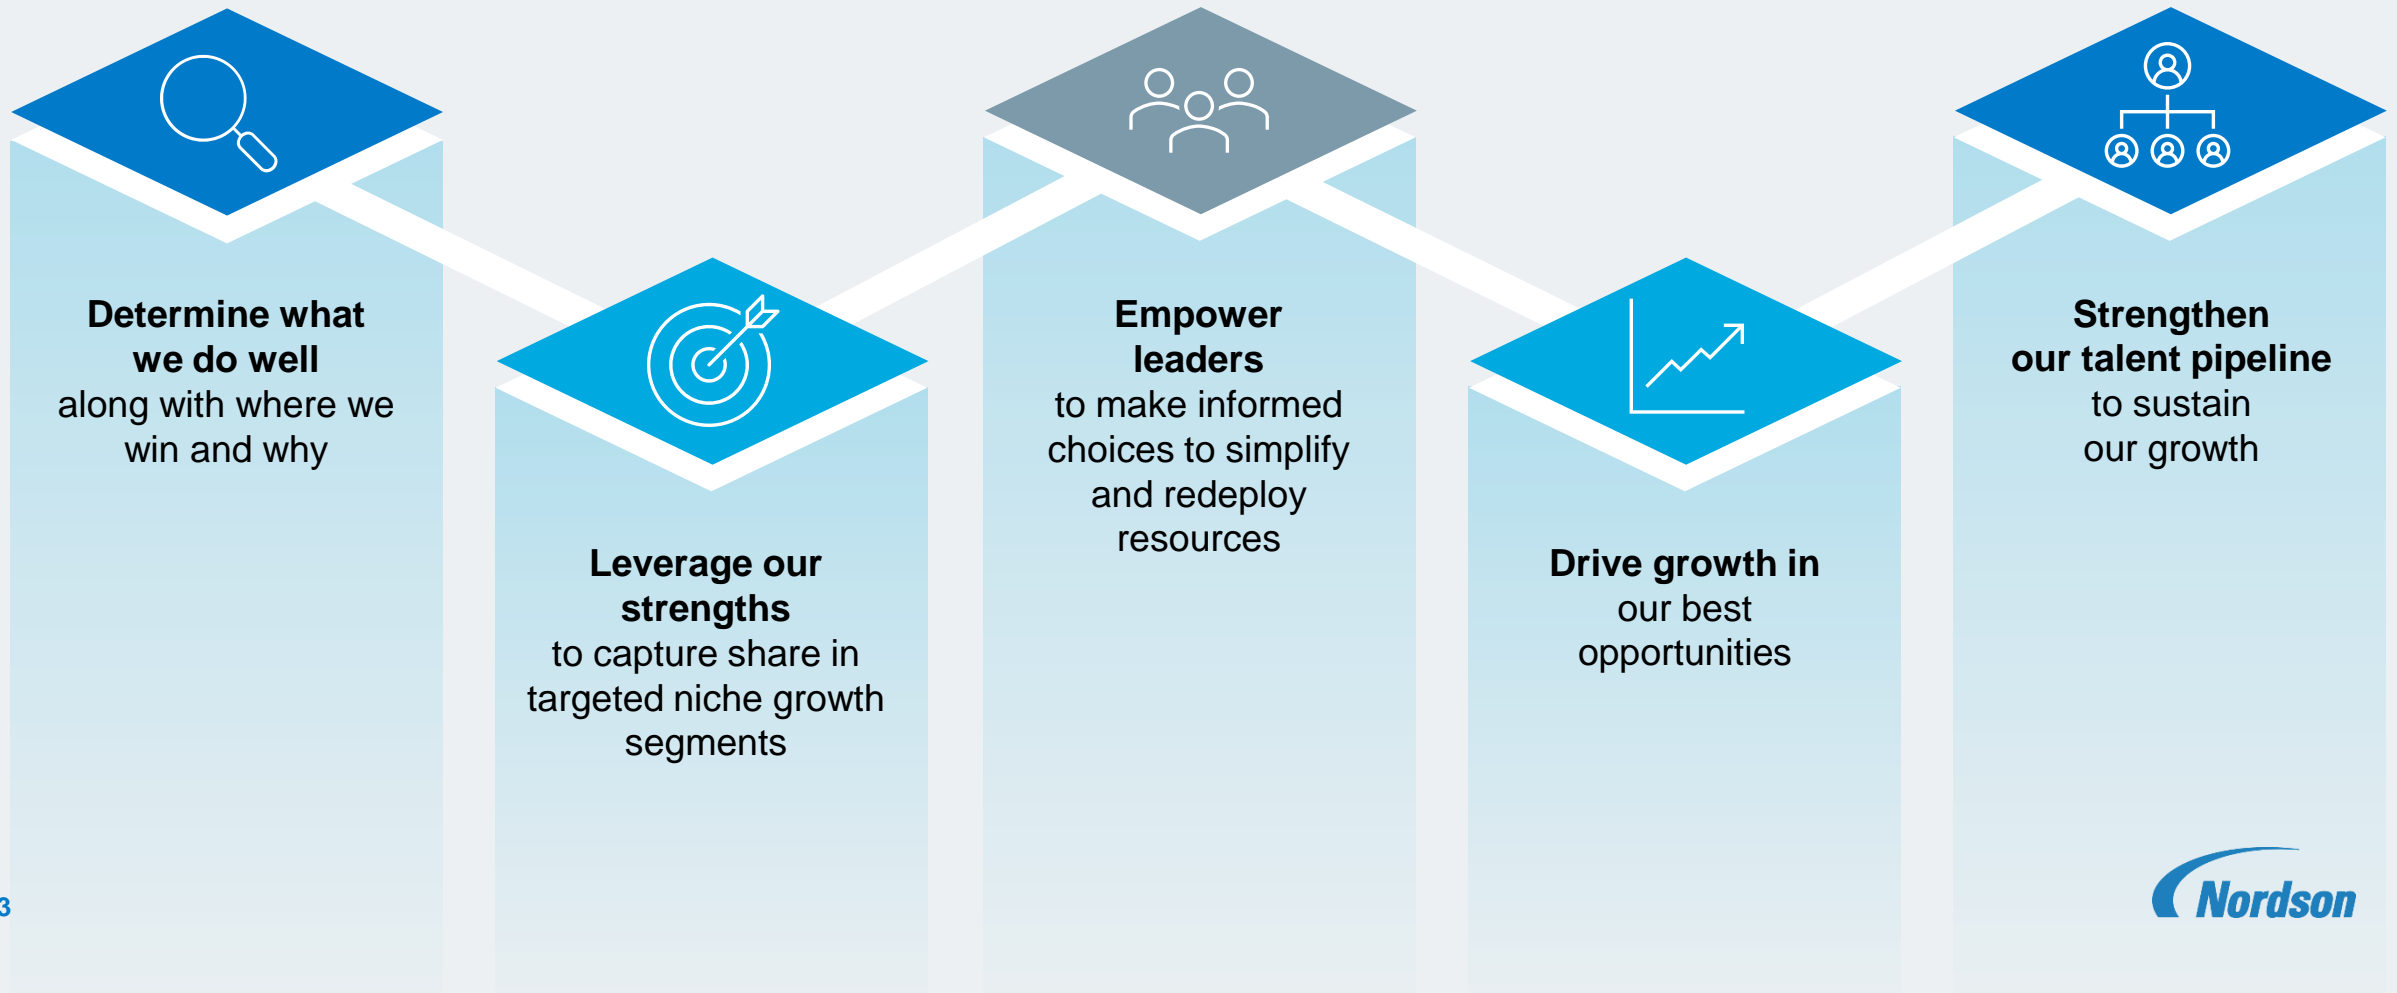 Determine what
we do well
along with where we
win and why
Leverage our
strengths
to capture share in
targeted niche growth
segments
Empower
leaders
to make informed
choices to simplify
and redeploy
resources
Drive growth in
our best
opportunities
Strengthen
our talent pipeline
to sustain
our growth
3
Nordson